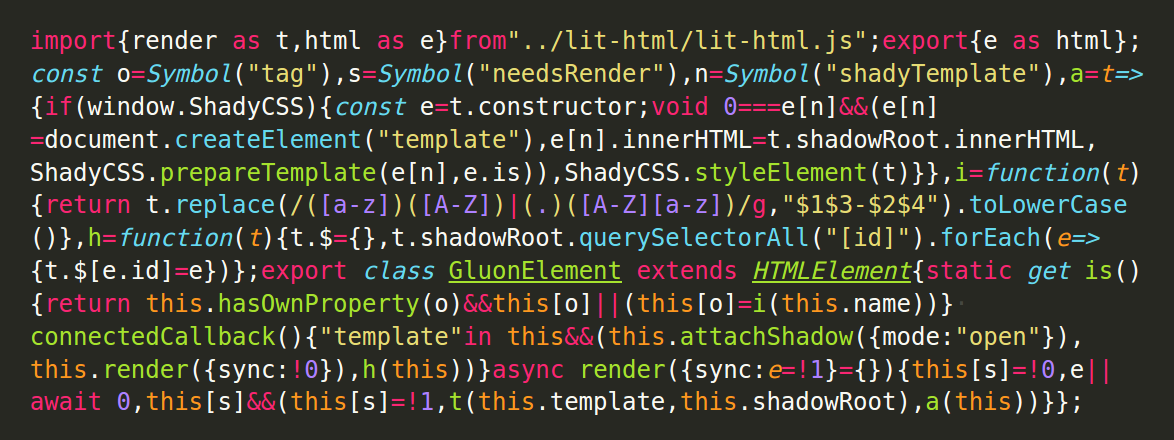 import{render as t,html as e}from"../lit-html/lit-html.js";export{e as html};
const o=Symbol("tag"),s=Symbol("needsRender"),n=Symbol("shadyTemplate"),a=t=>
{if(window.ShadyCSS){const e=t.constructor;void 0===e[n]&&(e[n]
=document.createElement("template"),e[n].innerHTML=t.shadowRoot.innerHTML,
ShadyCSS.prepareTemplate(e[n],e.is)),ShadyCSS.styleElement(t)}},i=function(t)
{return t.replace(/([a-z])([A-Z])|(.)([A-Z][a-z])/g,"$1$3-$2$4").toLowerCase
()},h=function(t){t.$={},t.shadowRoot.querySelectorAll("[id]").forEach(e=>
{t.$[e.id]=e})};export class GluonElement extends HTMLElement{static get is()
{return this.hasOwnProperty(o)&&this[o]||(this[o]=i(this.name))}
connectedCallback(){"template"in this&&(this.attachShadow({mode:"open"}),
this.render({sync:!0}),h(this))}async render({sync:e=!1}={}){this[s]=!0,e||
await 0,this[s]&&(this[s]=!1,t(this.template,this.shadowRoot),a(this))}};